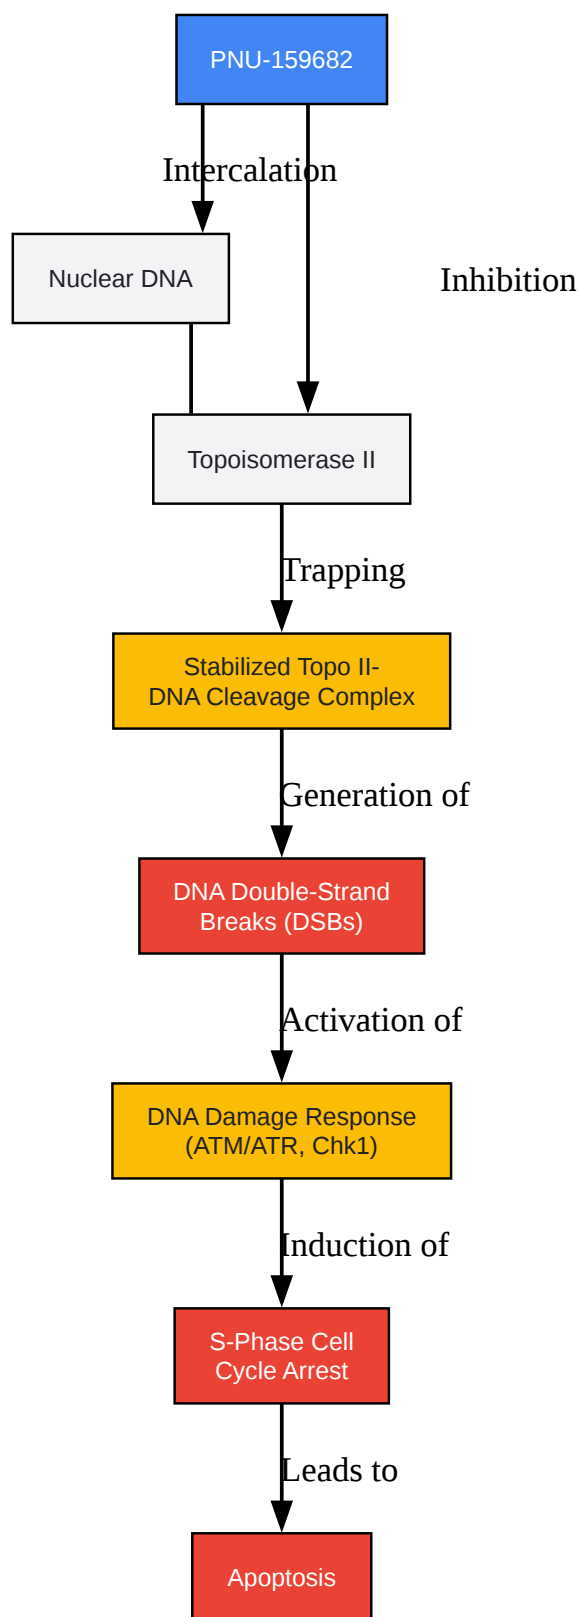 PNU-159682
Intercalation
Nuclear DNA
Inhibition
Topoisomerase II
Trapping
Stabilized Topo II-
DNA Cleavage Complex
Generation of
DNA Double-Strand
Breaks (DSBs)
Activation of
DNA Damage Response
(ATM/ATR, Chk1)
Induction of
S-Phase Cell
Cycle Arrest
Leads to
Apoptosis